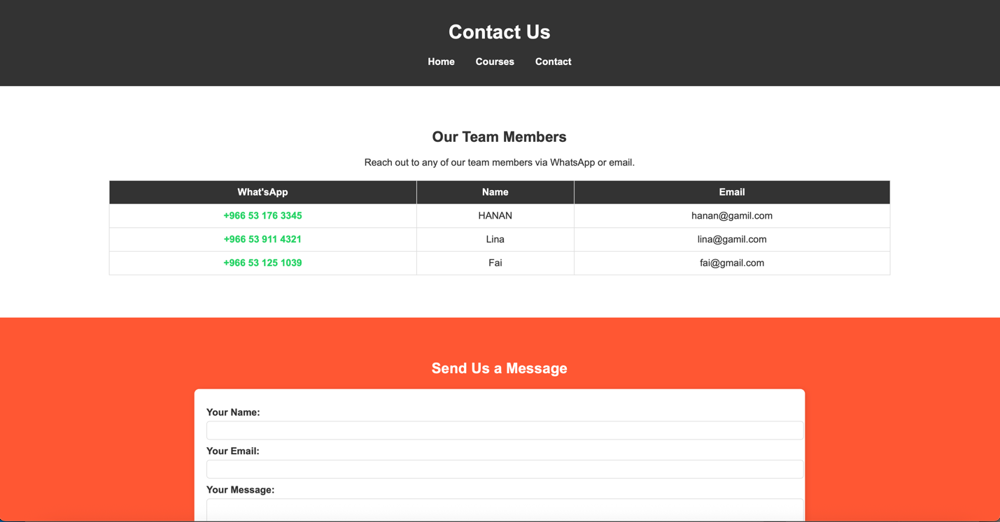 Contact Us
Home Courses Contact
Our Team Members
Reach out to any of our team members via WhatsApp or email.
What'sApp Name Email
+966 53 176 3345 HANAN hanan@gamil.com
+966 53 911 4321 Lina lina@gamil.com
+966 53 125 1039 Fai fai@gmail.com
Send Us a Message
Your Name:
Your Email:
Your Message: